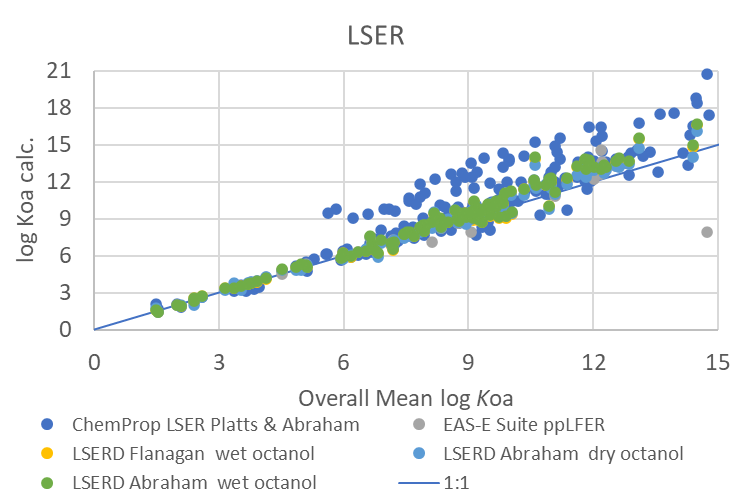 LSER
21
18
15
12
9
6
3
0
log Koa calc.
0 3 6 9 12 15
Overall Mean log Koa
ChemProp LSER Platts & Abraham EAS-E Suite ppLFER
LSERD Flanagan wet octanol LSERD Abraham dry octanol
LSERD Abraham wet octanol 1:1